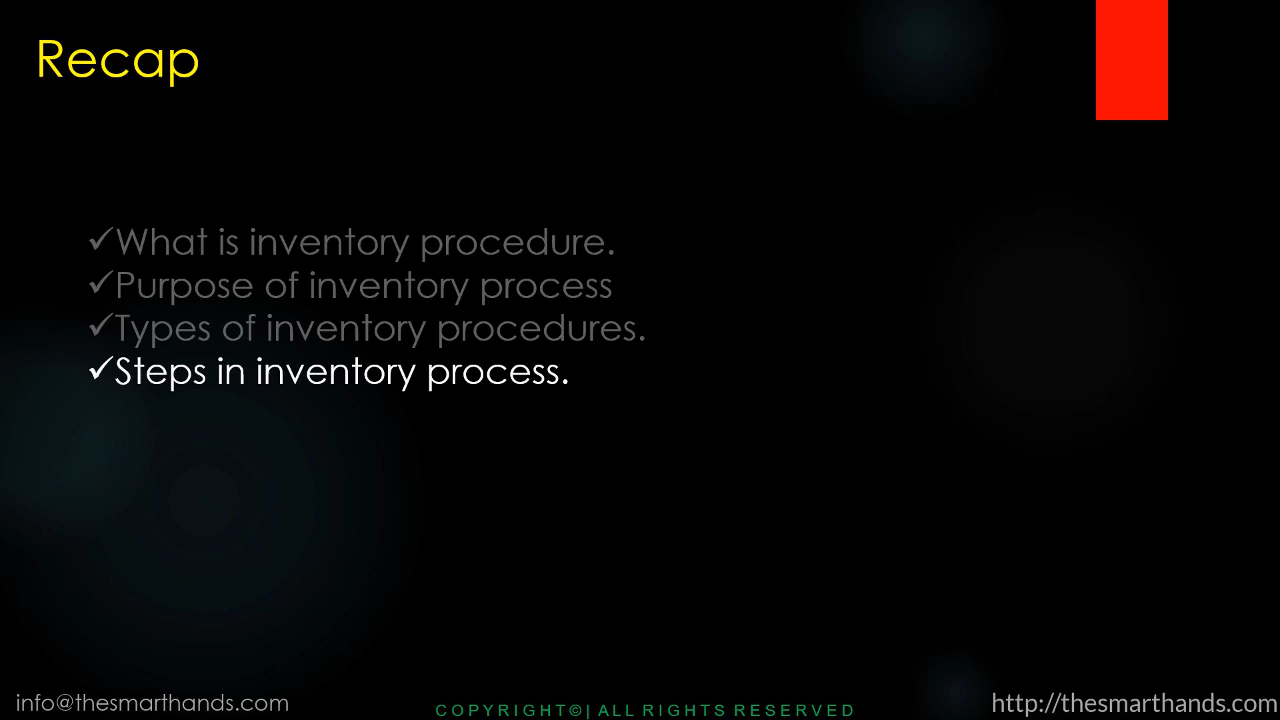 Recap
✓What is inventory procedure.
✓Purpose of inventory process
✓Types of inventory procedures.
✓Steps in inventory process.
info@thesmarthands.com
COPYRIGHT©| ALL RIGHTS RESERVED
http://thesmarthands.com